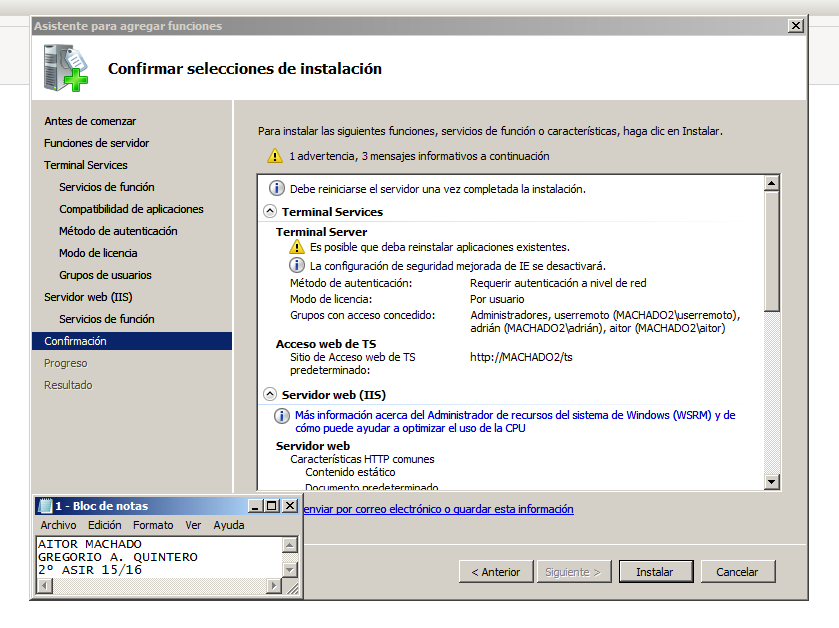 Asistente para agregar funciones
Confirmar selecciones de instalación
Antes de comenzar
Funciones de servidor
Terminal Services
Servicios de función
Compatibilidad de aplicaciones
Método de autenticación
Modo de licencia
Grupos de usuarios
Servidor web (IIS)
Servicios de función
Confirmación
Progreso
Resultado
Para instalar las siguientes funciones, servicios de función o características, haga clic en Instalar.
1 advertencia, 3 mensajes informativos a continuación
Debe reiniciarse el servidor una vez completada la instalación.
Terminal Services
Terminal Server
Es posible que deba reinstalar aplicaciones existentes.
La configuración de seguridad mejorada de IE se desactivará.
Método de autenticación: Requerir autenticación a nivel de red
Modo de licencia: Por usuario
Grupos con acceso concedido: Administradores, userremoto (MACHADO2\userremoto),
adrián (MACHADO2\adrián), aitor (MACHADO2\aitor)
Acceso web de TS
Sitio de Acceso web de TS http://MACHADO2/ts
predeterminado:
Servidor web (IIS)
Más información acerca del Administrador de recursos del sistema de Windows (WSRM) y de
cómo puede ayudar a optimizar el uso de la CPU
Servidor web
Características HTTP comunes
Contenido estático
Documento predeterminado
enviar por correo electrónico o guardar esta información
1 - Bloc de notas
Archivo Edición Formato Ver Ayuda
AITOR MACHADO
GREGORIO A. QUINTERO
2º ASIR 15/16
< Anterior Siguiente > Instalar Cancelar